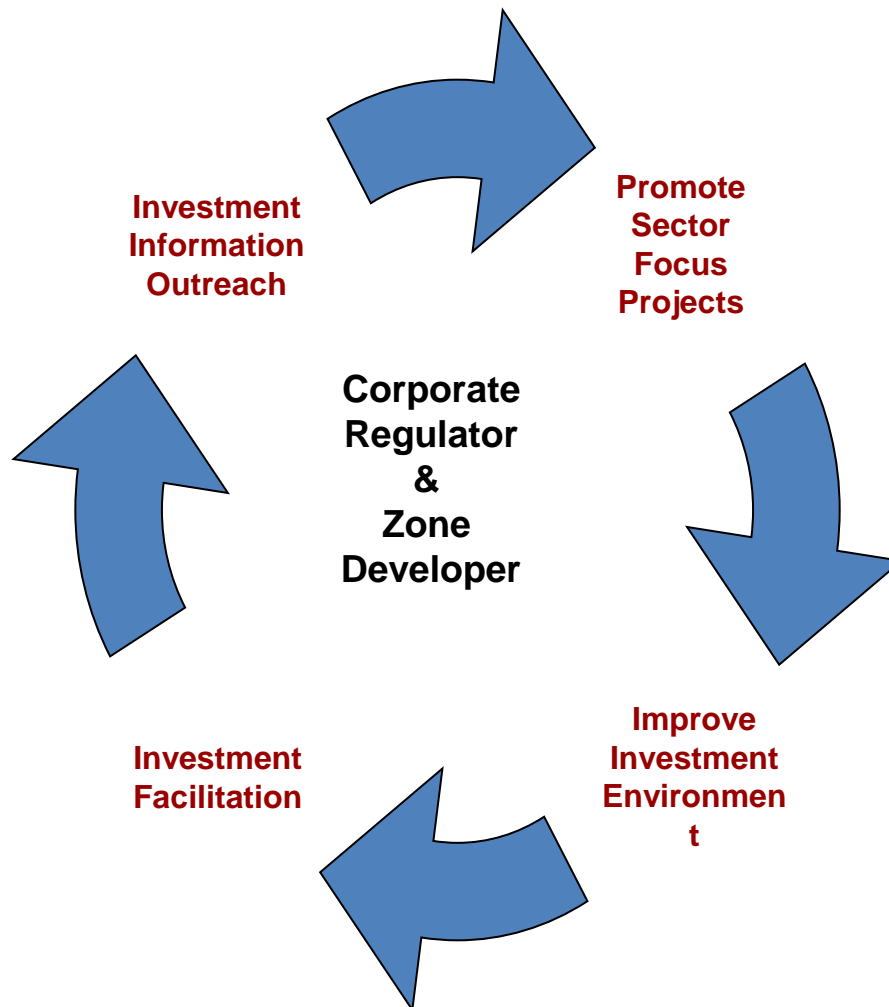 Investment
Information
Outreach
Promote
Sector
Focus
Projects
Corporate
Regulator
&
Zone
Developer
Investment
Facilitation
Improve
Investment
Environmen
t